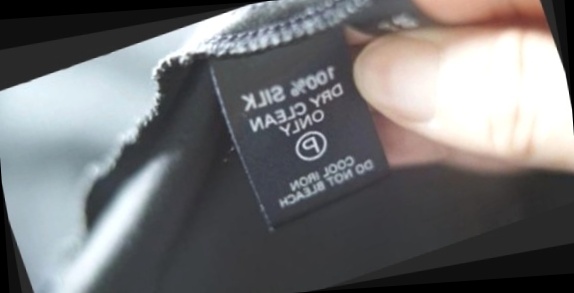 100% SILK
DRY CLEAN
ONLY
P
COOL IRON
DO NOT BLEACH